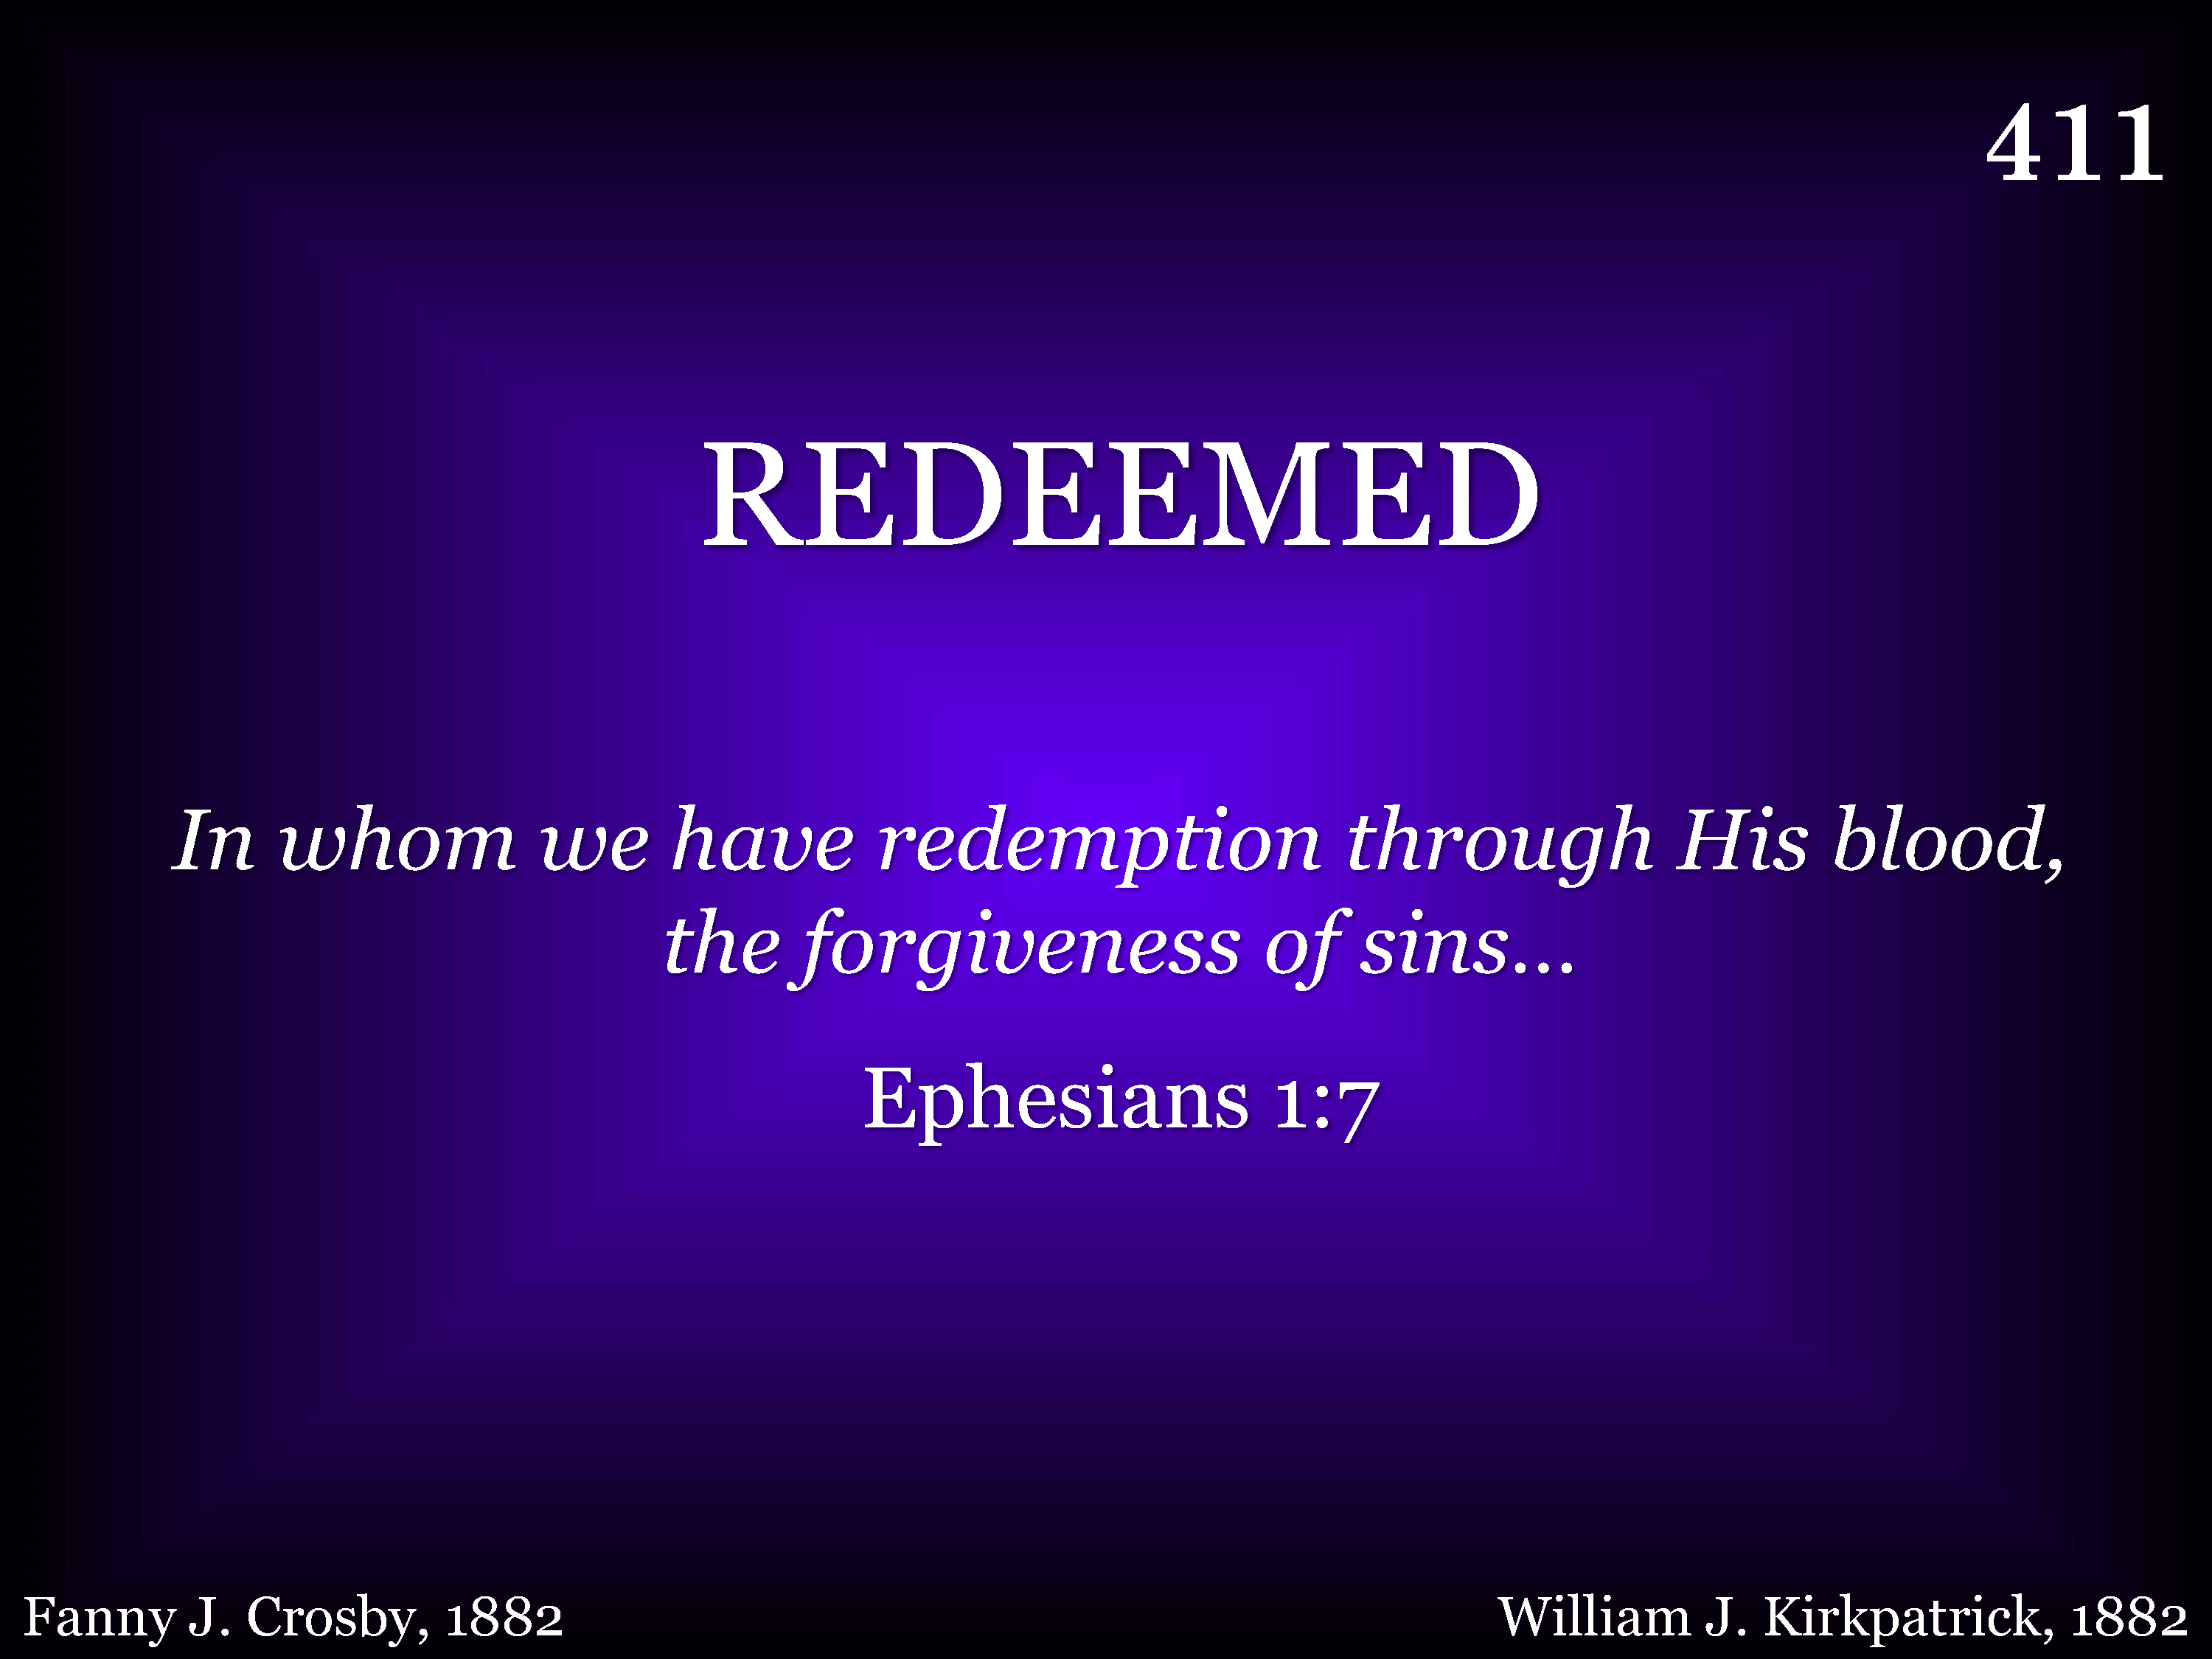 411
REDEEMED
In whom we have redemption through His blood,
the forgiveness of sins…
Ephesians 1:7
Fanny J. Crosby, 1882
William J. Kirkpatrick, 1882